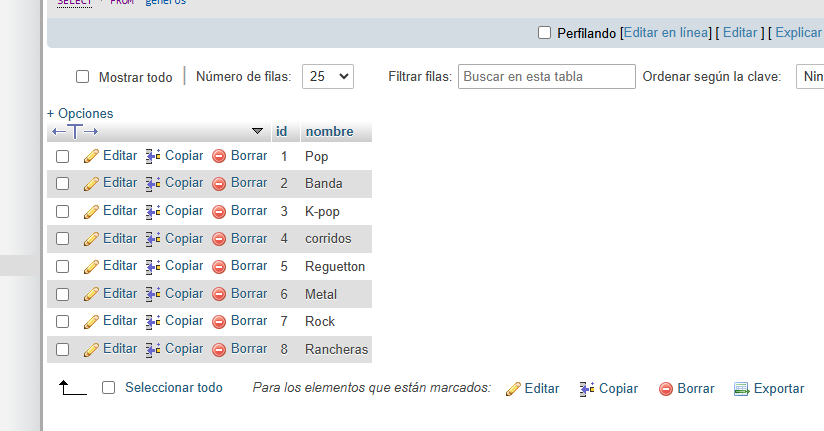 SELECT * FROM `generos`
Perfilando [Editar en línea] [ Editar ] [ Explicar
Mostrar todo | Número de filas: 25 Filtrar filas: Buscar en esta tabla Ordenar según la clave: Nin
+ Opciones
←T→ id nombre
Editar Copiar Borrar 1 Pop
Editar Copiar Borrar 2 Banda
Editar Copiar Borrar 3 K-pop
Editar Copiar Borrar 4 corridos
Editar Copiar Borrar 5 Reguetton
Editar Copiar Borrar 6 Metal
Editar Copiar Borrar 7 Rock
Editar Copiar Borrar 8 Rancheras
Seleccionar todo Para los elementos que están marcados: Editar Copiar Borrar Exportar